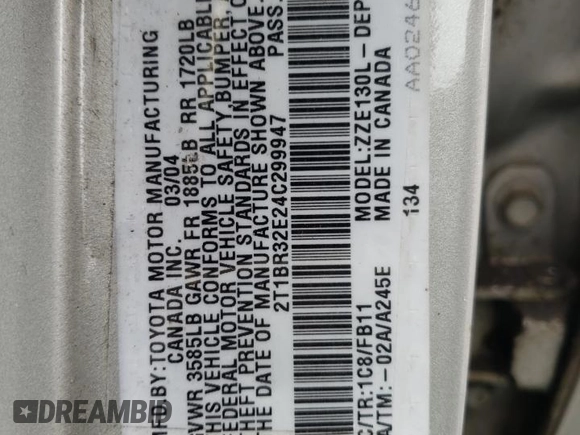 MFD.BY:TOYOTA MOTOR MANUFACTURING
CANADA INC. 03/04
GVWR 3585LB GAWR FR 1885LB RR 1720LB
THIS VEHICLE CONFORMS TO ALL APPLICABLE
FEDERAL MOTOR VEHICLE SAFETY,BUMPER,
THEFT PREVENTION STANDARDS IN EFFECT O
THE DATE OF MANUFACTURE SHOWN ABOVE.
2T1BR32E24C299947 PASS.
C/TR:1C8/FB11 MODEL:ZZE130L-DEP
A/TM:-02A/A245E MADE IN CANADA
134 AA0246
DREAMBID